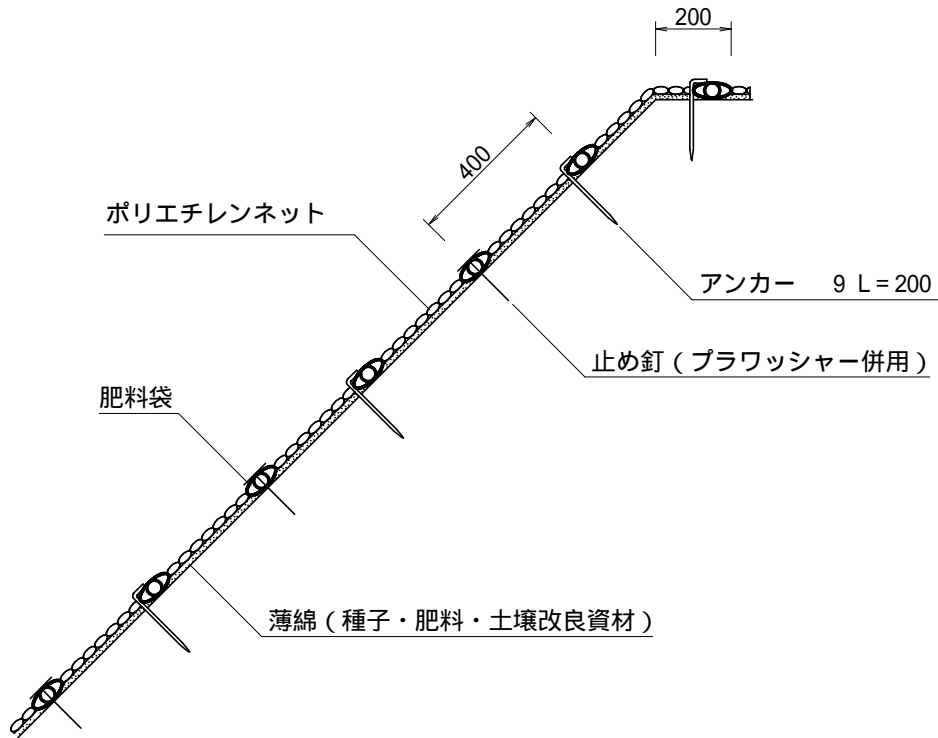 200
400
ポリエチレンネット
アンカー　9 L = 200
止め釘（プラワッシャー併用）
肥料袋
薄綿（種子・肥料・土壌改良資材）